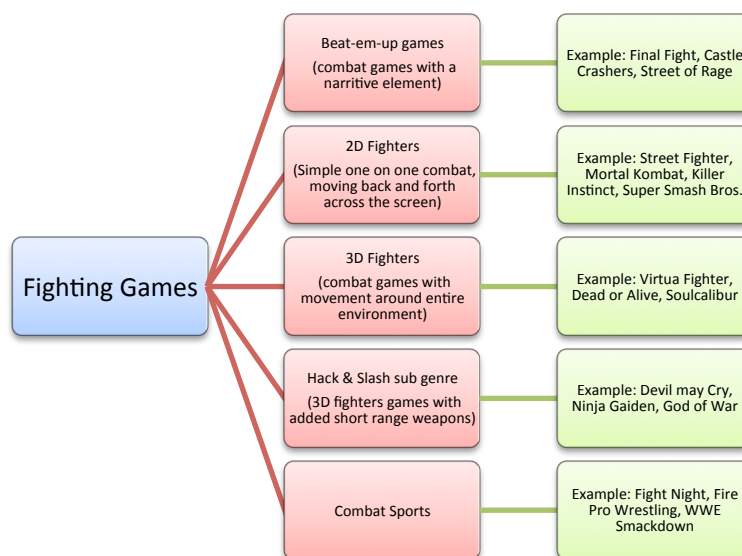 Fighting Games
Beat-em-up games
(combat games with a
narritive element)
Example: Final Fight, Castle
Crashers, Street of Rage
2D Fighters
(Simple one on one combat,
moving back and forth
across the screen)
Example: Street Fighter,
Mortal Kombat, Killer
Instinct, Super Smash Bros.
3D Fighters
(combat games with
movement around entire
environment)
Example: Virtua Fighter,
Dead or Alive, Soulcalibur
Hack & Slash sub genre
(3D fighters games with
added short range weapons)
Example: Devil may Cry,
Ninja Gaiden, God of War
Combat Sports
Example: Fight Night, Fire
Pro Wrestling, WWE
Smackdown